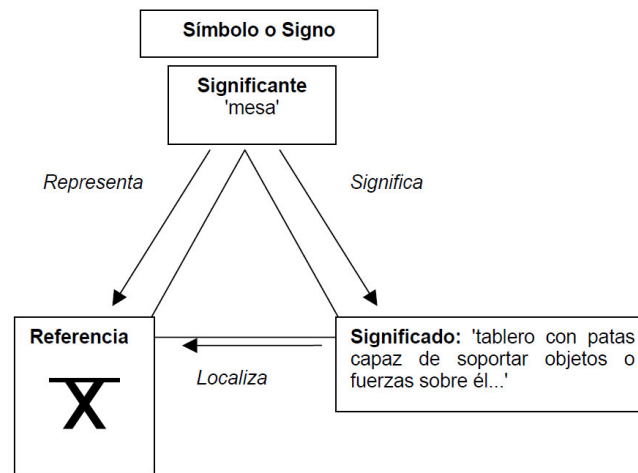 Símbolo o Signo
Significante
'mesa'
Representa
Significa
Referencia
Significado: 'tablero con patas
capaz de soportar objetos o
fuerzas sobre él...'
Localiza